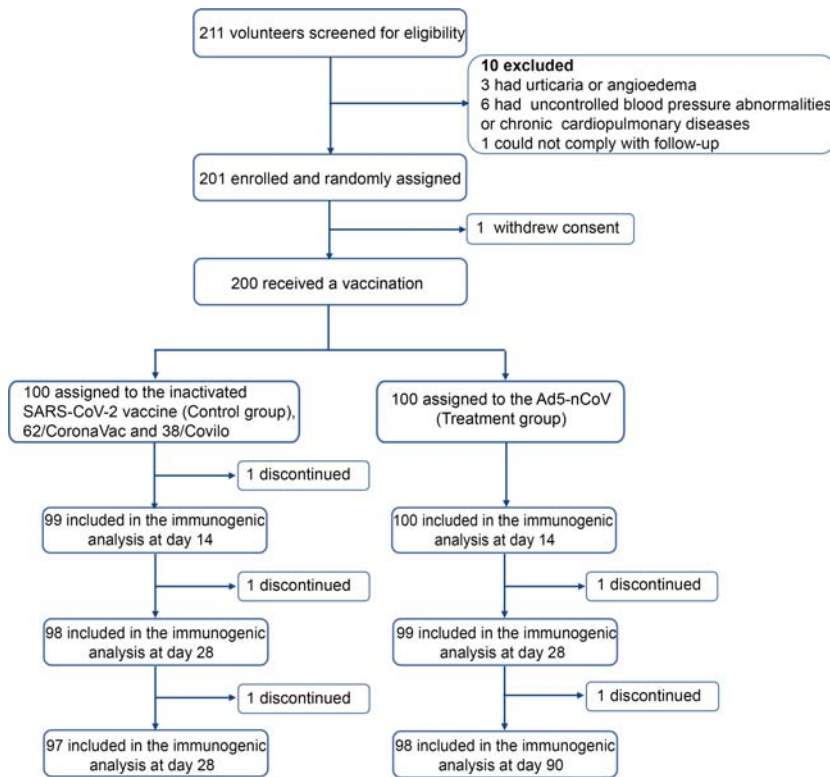 211 volunteers screened for eligibility
10 excluded
3 had urticaria or angioedema
6 had uncontrolled blood pressure abnormalities
or chronic cardiopulmonary diseases
1 could not comply with follow-up
201 enrolled and randomly assigned
1 withdrew consent
200 received a vaccination
100 assigned to the inactivated
SARS-CoV-2 vaccine (Control group),
62/CoronaVac and 38/Covilo
100 assigned to the Ad5-nCoV
(Treatment group)
1 discontinued
99 included in the immunogenic
analysis at day 14
100 included in the immunogenic
analysis at day 14
1 discontinued
1 discontinued
98 included in the immunogenic
analysis at day 28
99 included in the immunogenic
analysis at day 28
1 discontinued
1 discontinued
97 included in the immunogenic
analysis at day 28
98 included in the immunogenic
analysis at day 90